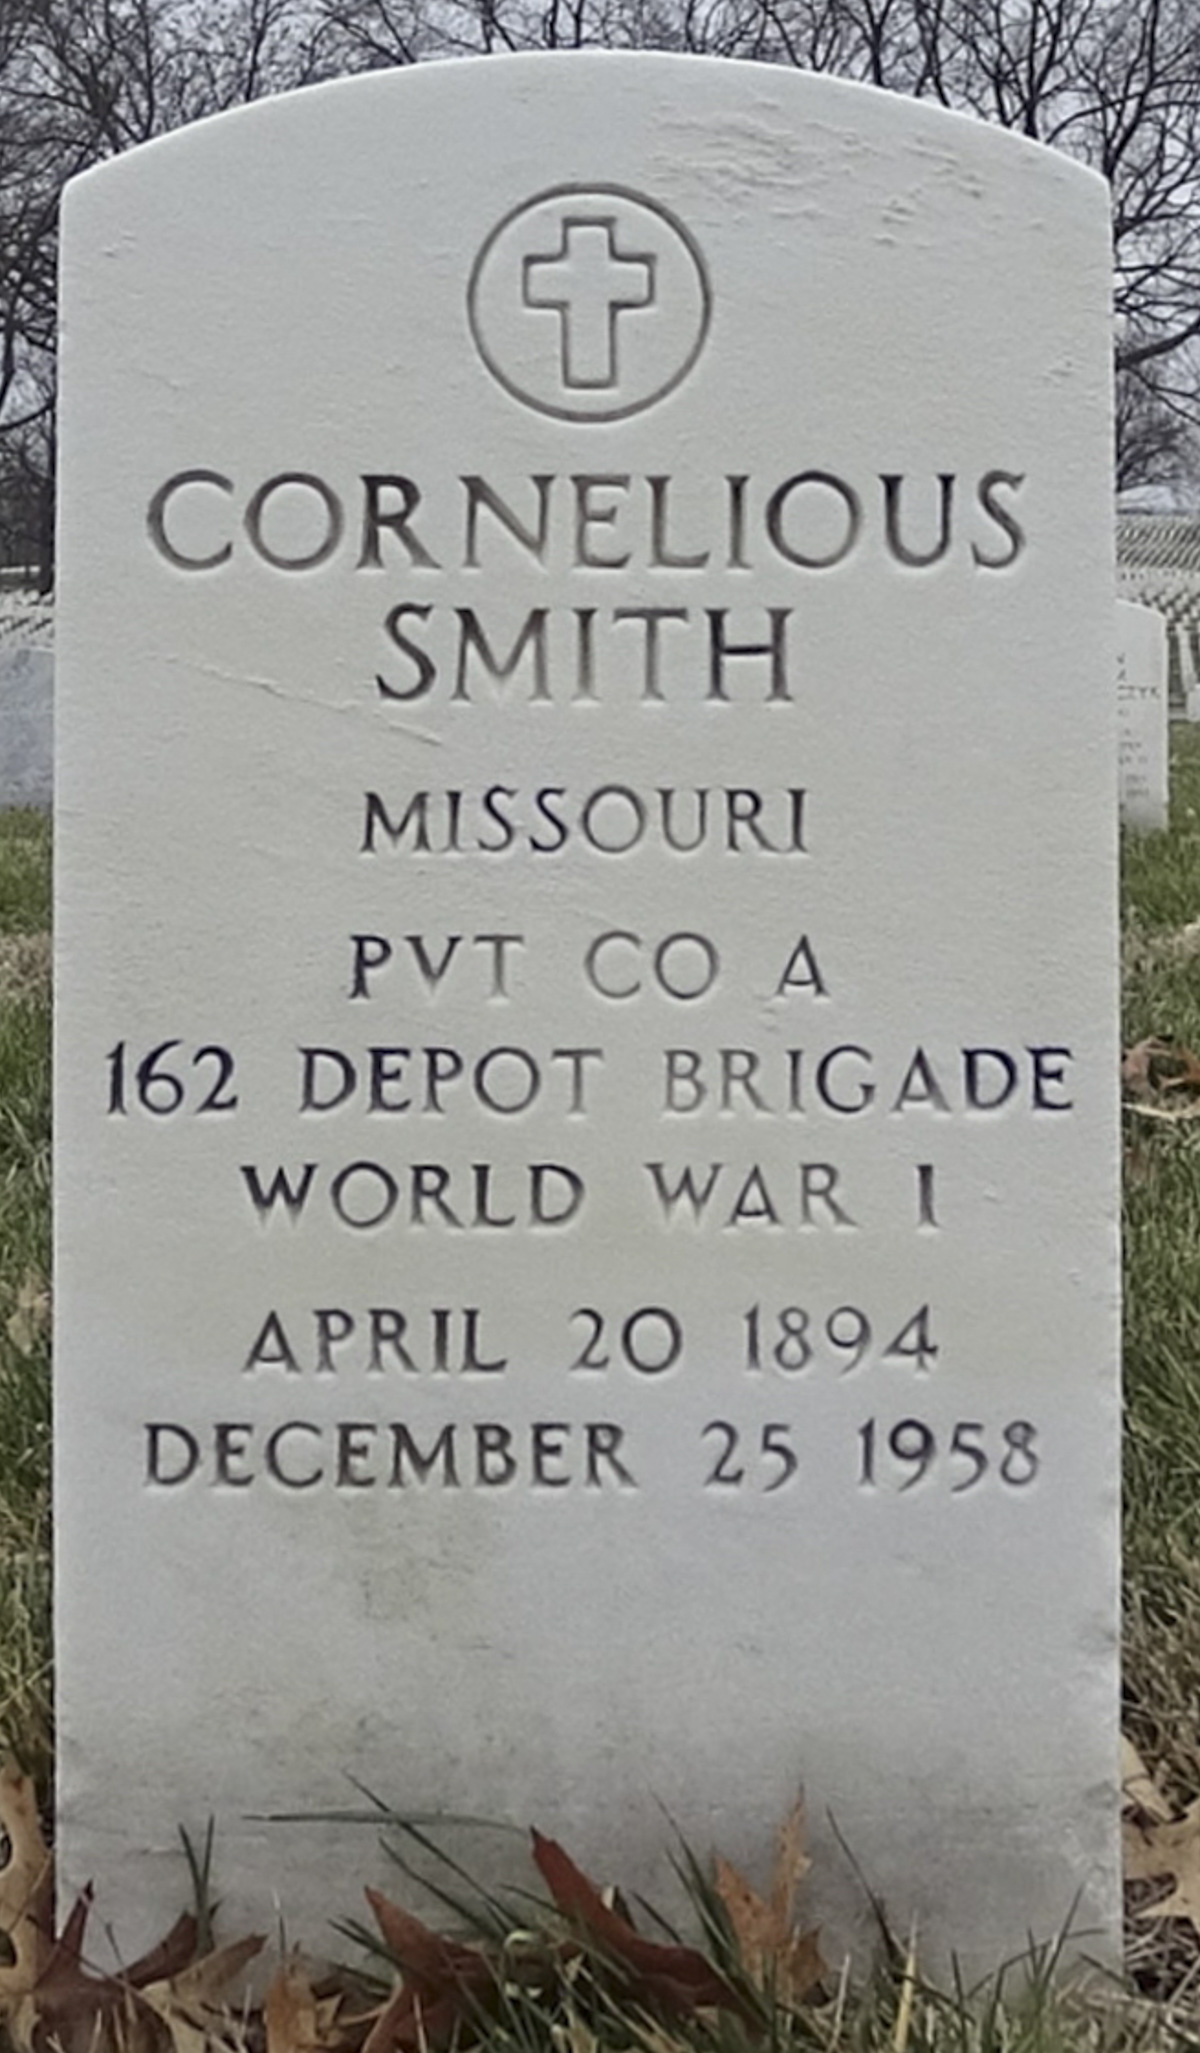 CORNELIOUS
SMITH
MISSOURI
PVT CO A
162 DEPOT BRIGADE
WORLD WAR I
APRIL 20 1894
DECEMBER 25 1958